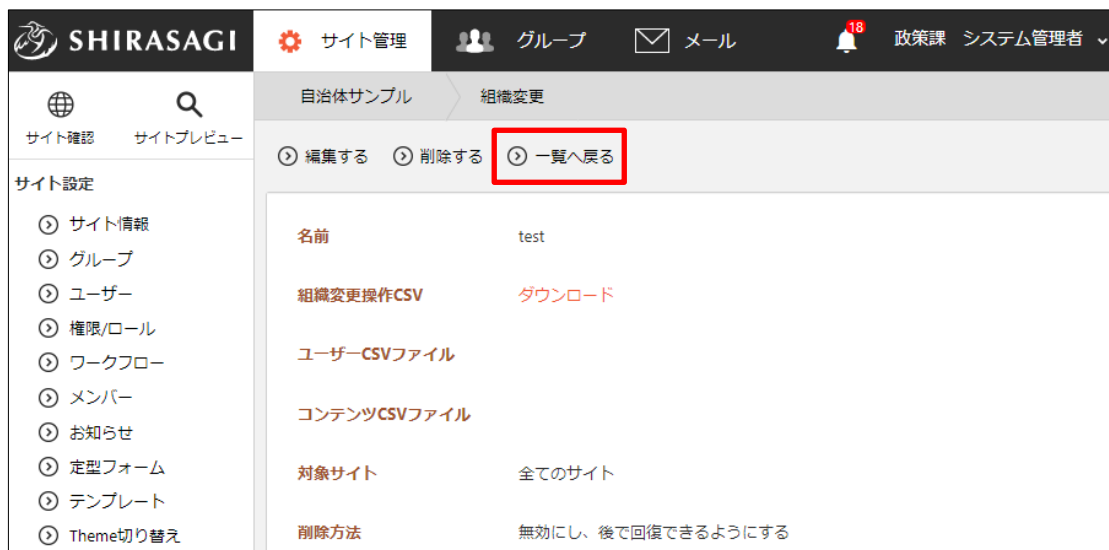 SHIRASAGI
サイト管理
グループ
メール
18
政策課 システム管理者
サイト確認
サイトプレビュー
自治体サンプル
組織変更
編集する
削除する
一覧へ戻る
サイト設定
サイト情報
グループ
ユーザー
権限/ロール
ワークフロー
メンバー
お知らせ
定型フォーム
テンプレート
Theme切り替え
名前 test
組織変更操作CSV ダウンロード
ユーザーCSVファイル
コンテンツCSVファイル
対象サイト 全てのサイト
削除方法 無効にし、後で回復できるようにする